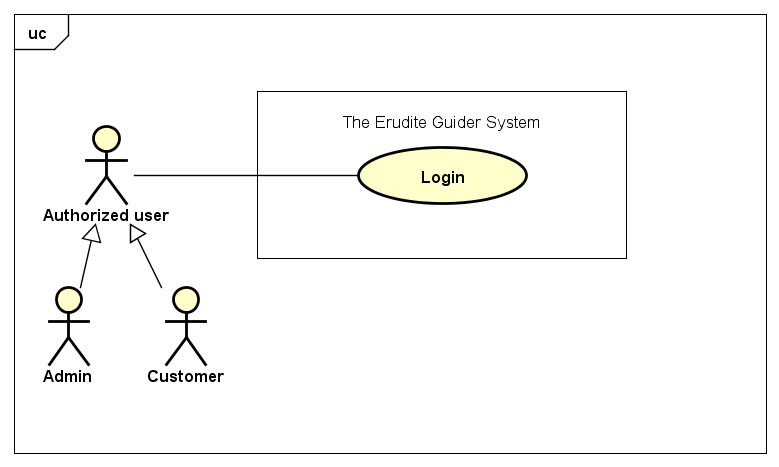 uc
The Erudite Guider System
Login
Authorized user
Admin
Customer